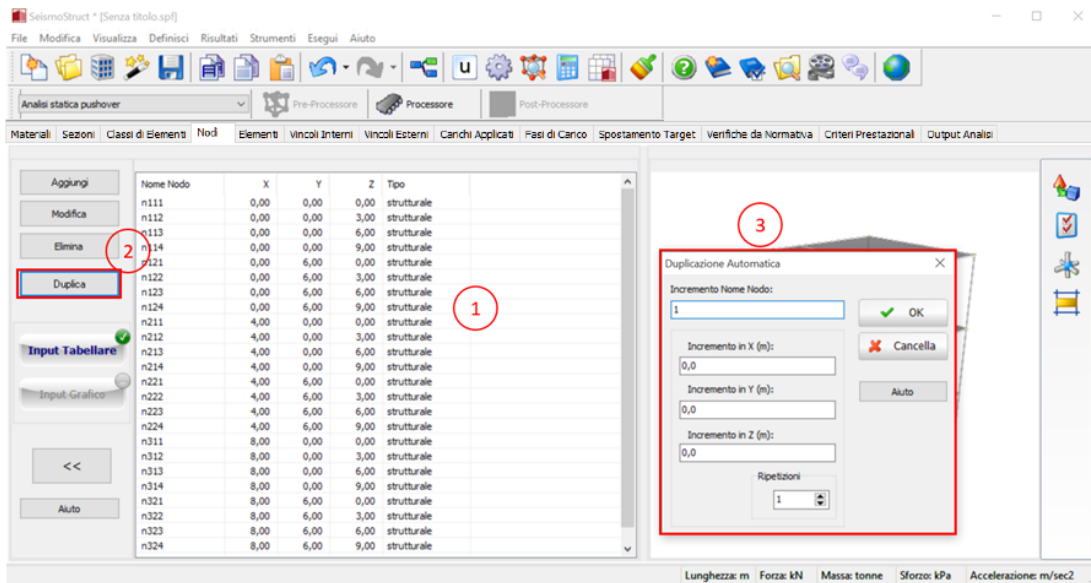 SeismoStruct * [Senza titolo.spf]
File Modifica Visualizza Definisci Risultati Strumenti Esegui Aiuto
u
Analisi statica pushover
Pre-Processore
Processore
Post-Processore
Materiali Sezioni Classi di Elementi Nodi Elementi Vincoli Interni Vincoli Esterni Carichi Applicati Fasi di Carico Spostamento Target Verifiche da Normativa Criteri Prestazionali Output Analisi
Aggiungi
Modifica
Elimina
2
Duplica
Input Tabellare
Input Grafico
<<
Aiuto
Nome Nodo X Y Z Tipo
n111 0,00 0,00 0,00 strutturale
n112 0,00 0,00 3,00 strutturale
n113 0,00 0,00 6,00 strutturale
n114 0,00 0,00 9,00 strutturale
n121 0,00 6,00 0,00 strutturale
n122 0,00 6,00 3,00 strutturale
n123 0,00 6,00 6,00 strutturale
n124 0,00 6,00 9,00 strutturale
n211 4,00 0,00 0,00 strutturale
n212 4,00 0,00 3,00 strutturale
n213 4,00 0,00 6,00 strutturale
n214 4,00 0,00 9,00 strutturale
n221 4,00 6,00 0,00 strutturale
n222 4,00 6,00 3,00 strutturale
n223 4,00 6,00 6,00 strutturale
n224 4,00 6,00 9,00 strutturale
n311 8,00 0,00 0,00 strutturale
n312 8,00 0,00 3,00 strutturale
n313 8,00 0,00 6,00 strutturale
n314 8,00 0,00 9,00 strutturale
n321 8,00 6,00 0,00 strutturale
n322 8,00 6,00 3,00 strutturale
n323 8,00 6,00 6,00 strutturale
n324 8,00 6,00 9,00 strutturale
1
3
Duplicazione Automatica
Incremento Nome Nodo:
1
OK
Incremento in X (m):
Cancella
0,0
Incremento in Y (m):
Aiuto
0,0
Incremento in Z (m):
0,0
Ripetizioni
1
Lunghezza: m Forza: kN Massa: tonne Sforzo: kPa Accelerazione: m/sec2